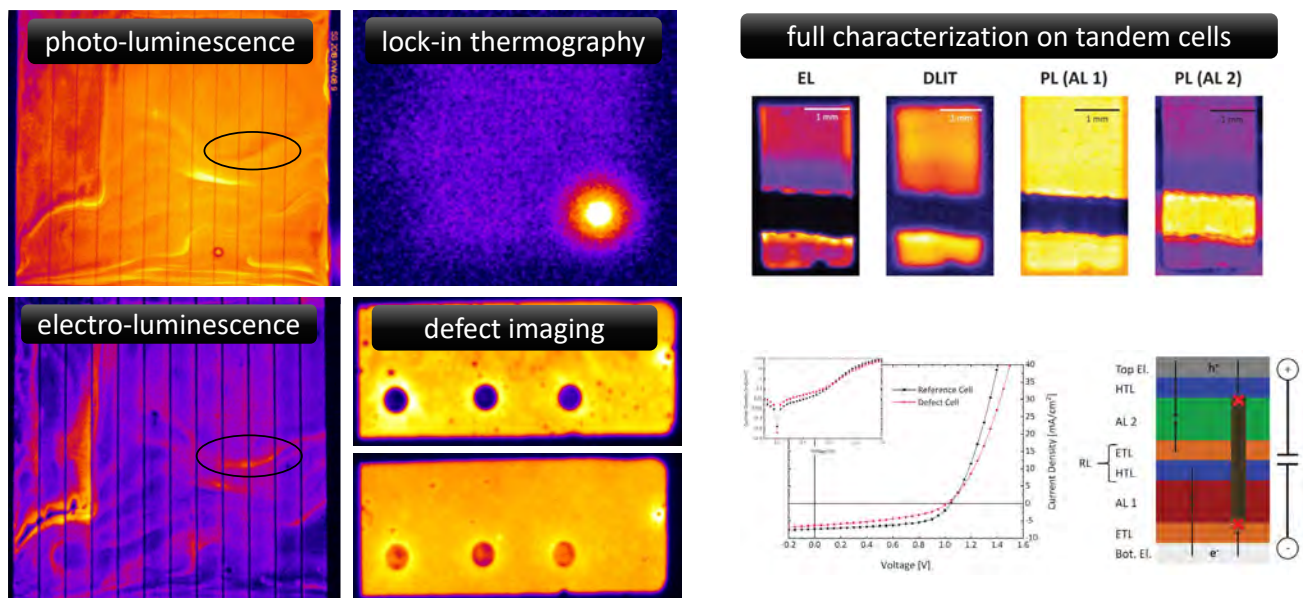 photo-luminescence
lock-in thermography
full characterization on tandem cells
EL
DLIT
PL (AL 1)
PL (AL 2)
1 mm
1 mm
1 mm
1 mm
electro-luminescence
defect imaging
Reference Cell
Defect Cell
40
35
30
25
20
15
10
5
0
-5
-10
Current Density [mA/cm²]
-0.2
0.0
0.2
0.4
0.6
0.8
1.0
1.2
1.4
1.6
Voltage [V]
Top El.
h⁺
HTL
AL 2
ETL
RL
HTL
AL 1
ETL
Bot. El.
e⁻
+
-